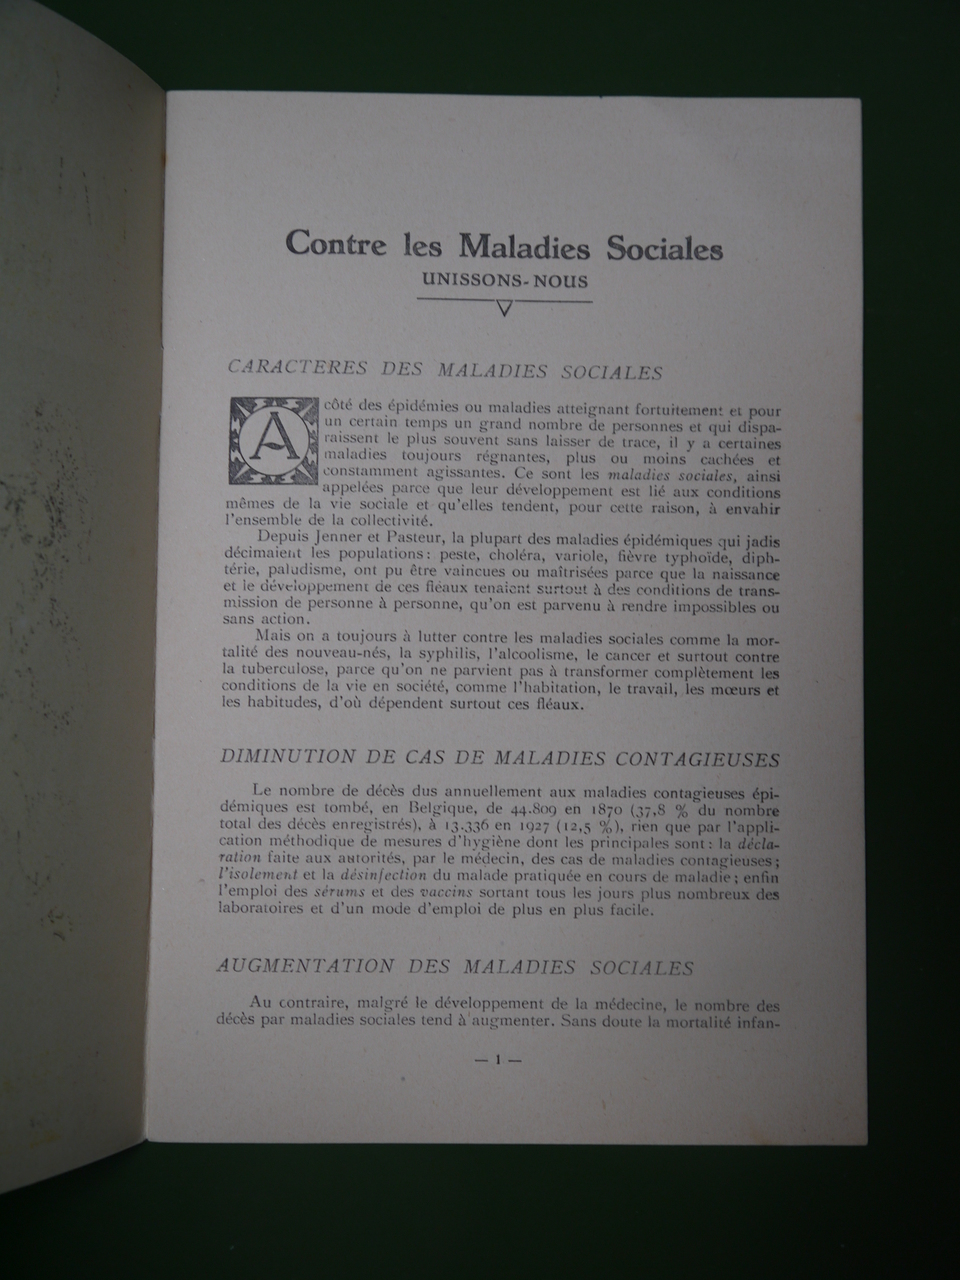 Contre les Maladies Sociales
UNISSONS-NOUS
CARACTERES DES MALADIES SOCIALES
A côté des épidémies ou maladies atteignant fortuitement et pour
un certain temps un grand nombre de personnes et qui dispa-
raissent le plus souvent sans laisser de trace, il y a certaines
maladies toujours régnantes, plus ou moins cachées et
constamment agissantes. Ce sont les maladies sociales, ainsi
appelées parce que leur développement est lié aux conditions
mêmes de la vie sociale et qu'elles tendent, pour cette raison, à envahir
l'ensemble de la collectivité.
Depuis Jenner et Pasteur, la plupart des maladies épidémiques qui jadis
décimaient les populations: peste, choléra, variole, fièvre typhoïde, diph-
térie, paludisme, ont pu être vaincues ou maîtrisées parce que la naissance
et le développement de ces fléaux tenaient surtout à des conditions de trans-
mission de personne à personne, qu'on est parvenu à rendre impossibles ou
sans action.
Mais on a toujours à lutter contre les maladies sociales comme la mor-
talité des nouveau-nés, la syphilis, l'alcoolisme, le cancer et surtout contre
la tuberculose, parce qu'on ne parvient pas à transformer complètement les
conditions de la vie en société, comme l'habitation, le travail, les mœurs et
les habitudes, d'où dépendent surtout ces fléaux.
DIMINUTION DE CAS DE MALADIES CONTAGIEUSES
Le nombre de décès dus annuellement aux maladies contagieuses épi-
démiques est tombé, en Belgique, de 44.809 en 1870 (37,8 % du nombre
total des décès enregistrés), à 13.336 en 1927 (12,5 %), rien que par l'appli-
cation méthodique de mesures d'hygiène dont les principales sont: la décla-
ration faite aux autorités, par le médecin, des cas de maladies contagieuses;
l'isolement et la désinfection du malade pratiquée en cours de maladie; enfin
l'emploi des sérums et des vaccins sortant tous les jours plus nombreux des
laboratoires et d'un mode d'emploi de plus en plus facile.
AUGMENTATION DES MALADIES SOCIALES
Au contraire, malgré le développement de la médecine, le nombre des
décès par maladies sociales tend à augmenter. Sans doute la mortalité infan-
— 1 —